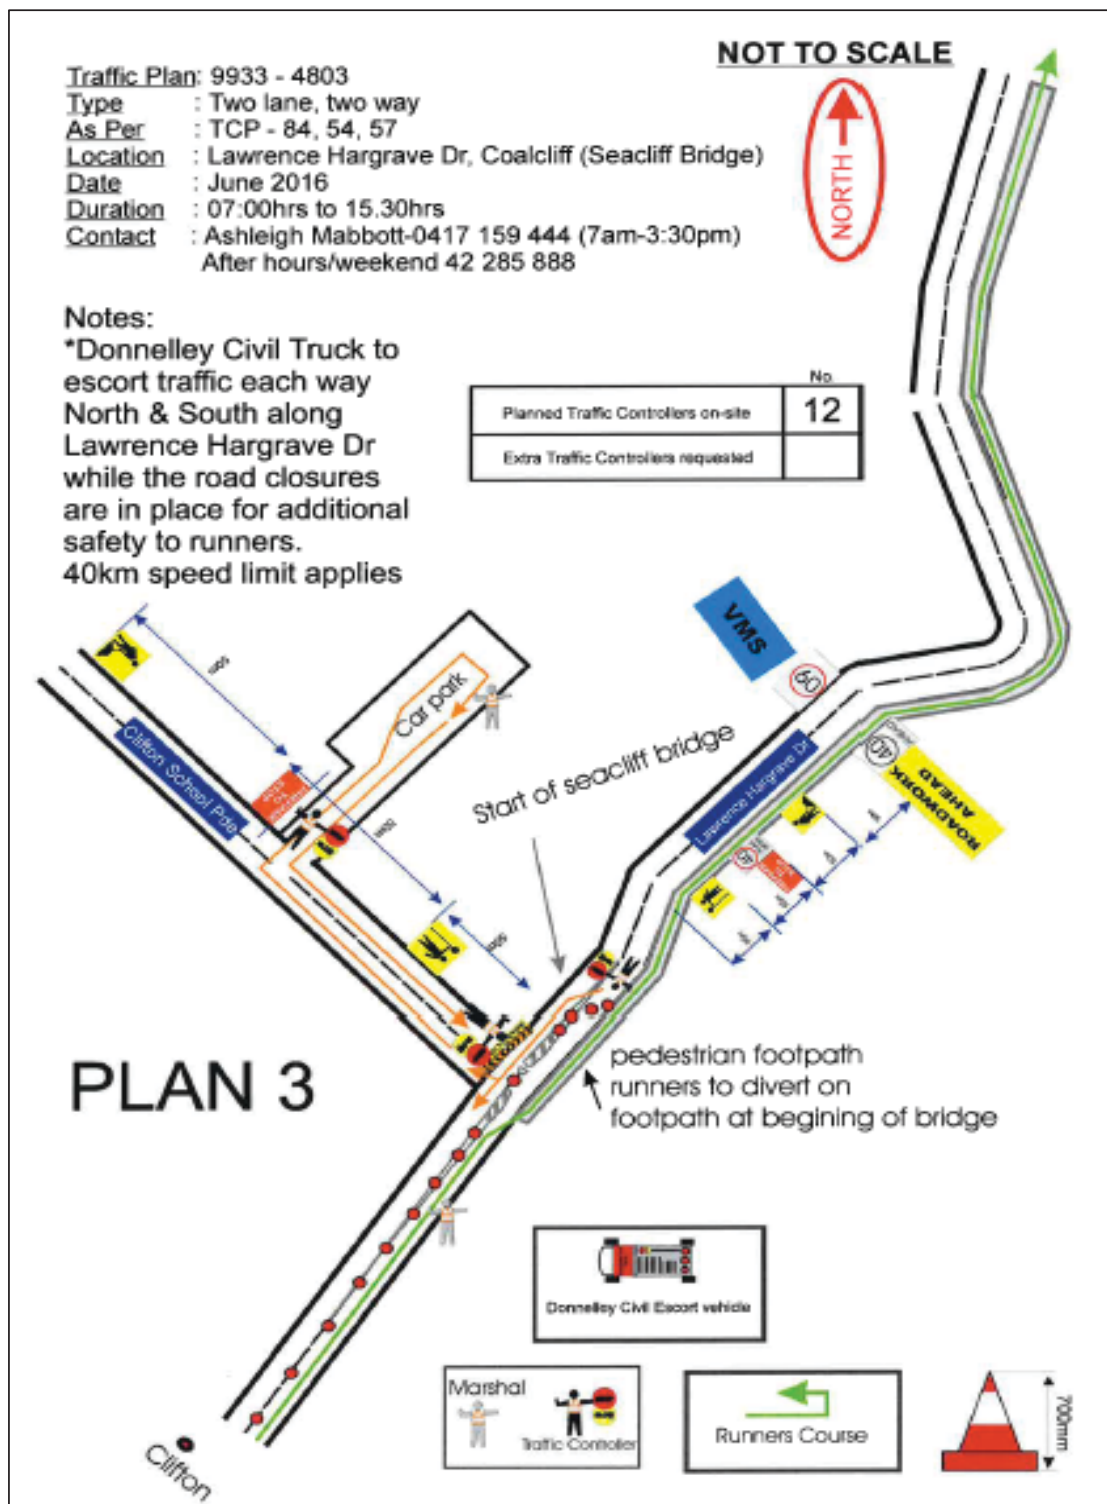 NOT TO SCALE
Traffic Plan: 9933 - 4803
Type : Two lane, two way
As Per : TCP - 84, 54, 57
Location : Lawrence Hargrave Dr, Coalcliff (Seacliff Bridge)
Date : June 2016
Duration : 07:00hrs to 15.30hrs
Contact : Ashleigh Mabbott-0417 159 444 (7am-3:30pm)
After hours/weekend 42 285 888
NORTH
Notes:
*Donnelley Civil Truck to
escort traffic each way
North & South along
Lawrence Hargrave Dr
while the road closures
are in place for additional
safety to runners.
40km speed limit applies
No.
Planned Traffic Controllers on-site 12
Extra Traffic Controllers requested
VMS
60
Car park
Clifton School Pde
Start of seacliff bridge
Lawrence Hargrave Dr
40
ROADWORK
AHEAD
40
50m
50m
50m
PLAN 3
pedestrian footpath
runners to divert on
footpath at begining of bridge
Donnelley Civil Escort vehicle
Marshal
Traffic Controller
Runners Course
700mm
Clifton